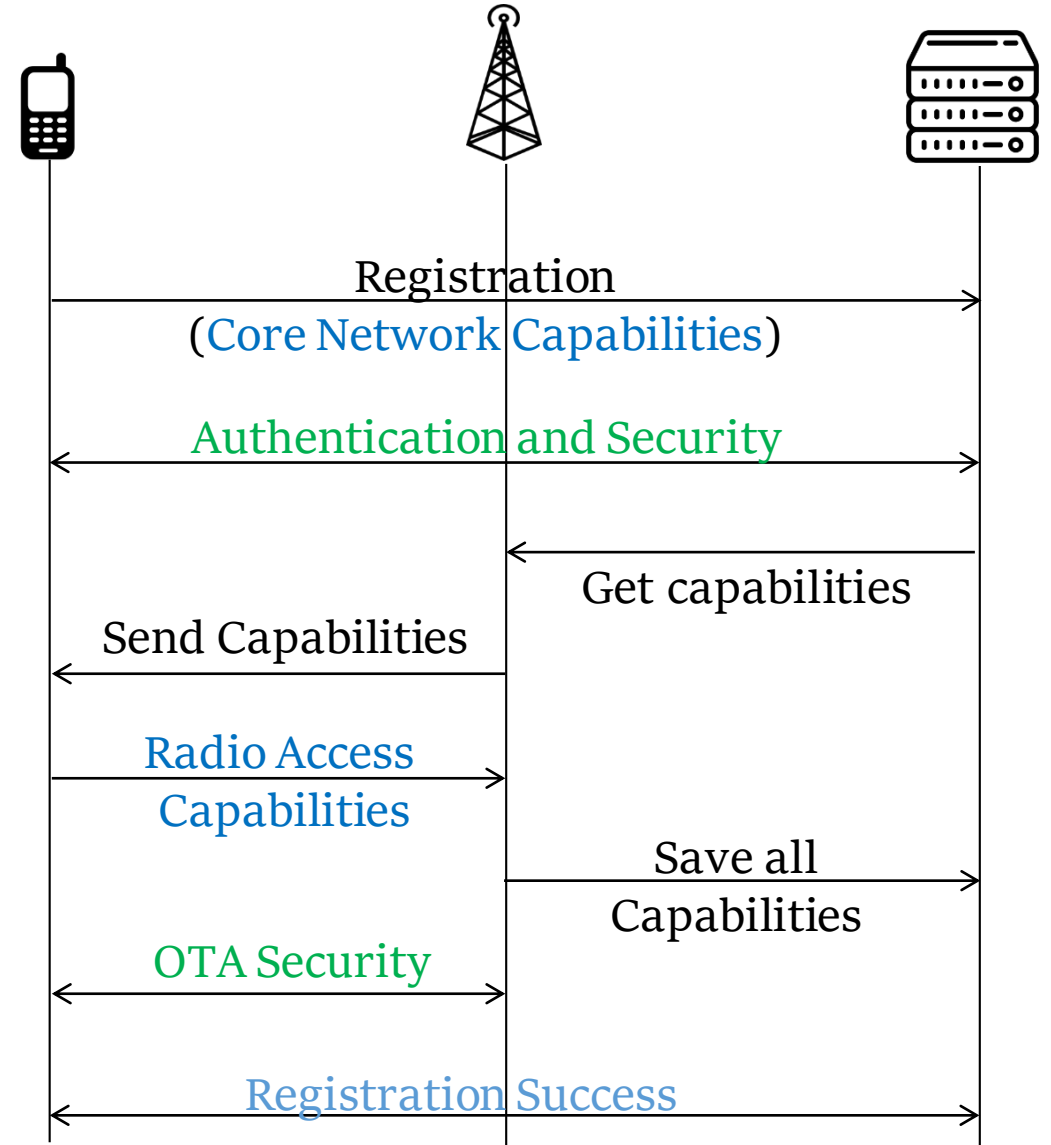 Registration
(Core Network Capabilities)
Authentication and Security
Get capabilities
Send Capabilities
Radio Access
Capabilities
Save all
Capabilities
OTA Security
Registration Success